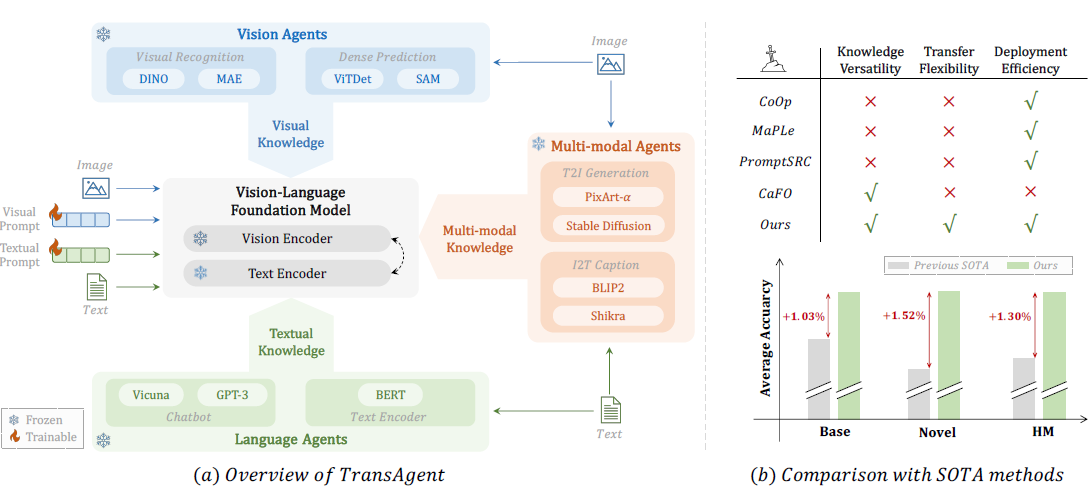 Vision Agents
Visual Recognition
DINO
MAE
Dense Prediction
ViTDet
SAM
Image
Visual
Knowledge
Image
Visual
Prompt
Textual
Prompt
Text
Vision-Language
Foundation Model
Vision Encoder
Text Encoder
Multi-modal
Knowledge
Multi-modal Agents
T2I Generation
PixArt-α
Stable Diffusion
I2T Caption
BLIP2
Shikra
Textual
Knowledge
Vicuna
GPT-3
Chatbot
BERT
Text Encoder
Language Agents
Text
Frozen
Trainable
(a) Overview of TransAgent
Knowledge Versatility
Transfer Flexibility
Deployment Efficiency
CoOp × × √
MaPLe × × √
PromptSRC × × √
CaFO √ × ×
Ours √ √ √
Previous SOTA
Ours
Average Accuarcy
+1.03%
+1.52%
+1.30%
Base
Novel
HM
(b) Comparison with SOTA methods